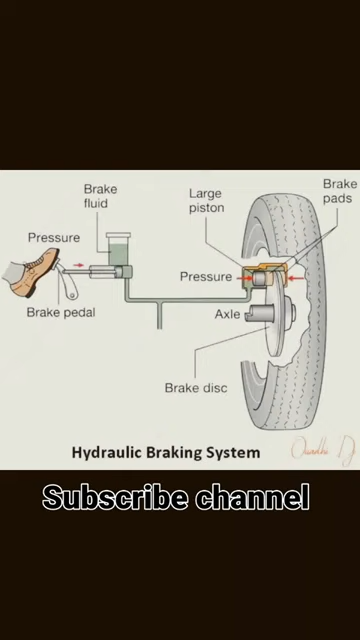 Brake
fluid
Large
piston
Brake
pads
Pressure
Pressure
Brake pedal
Axle
Brake disc
Hydraulic Braking System
Subscribe channel